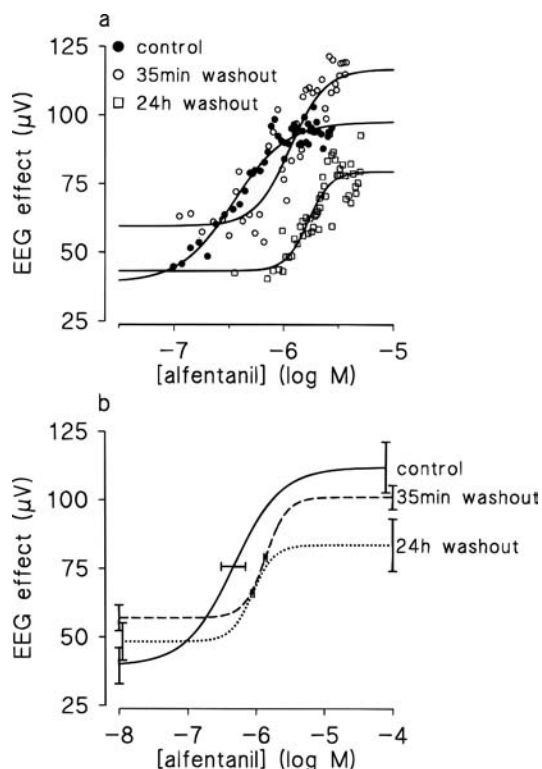 a
125
● control
○ 35min washout
100
□ 24h washout
75
50
25
EEG effect (μV)
−7 −6 −5
[alfentanil] (log M)
b
125
control
100
35min washout
24h washout
75
50
25
EEG effect (μV)
−8 −7 −6 −5 −4
[alfentanil] (log M)